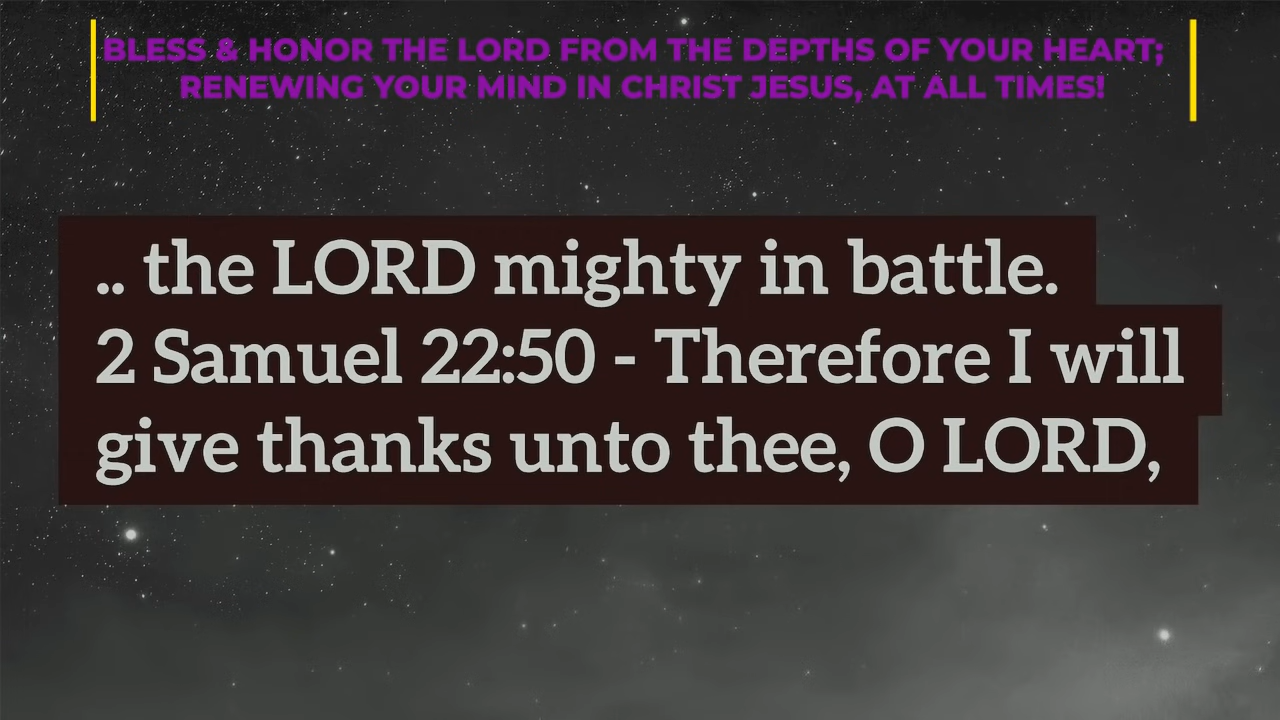 BLESS & HONOR THE LORD FROM THE DEPTHS OF YOUR HEART;
RENEWING YOUR MIND IN CHRIST JESUS, AT ALL TIMES!
.. the LORD mighty in battle.
2 Samuel 22:50 - Therefore I will
give thanks unto thee, O LORD,